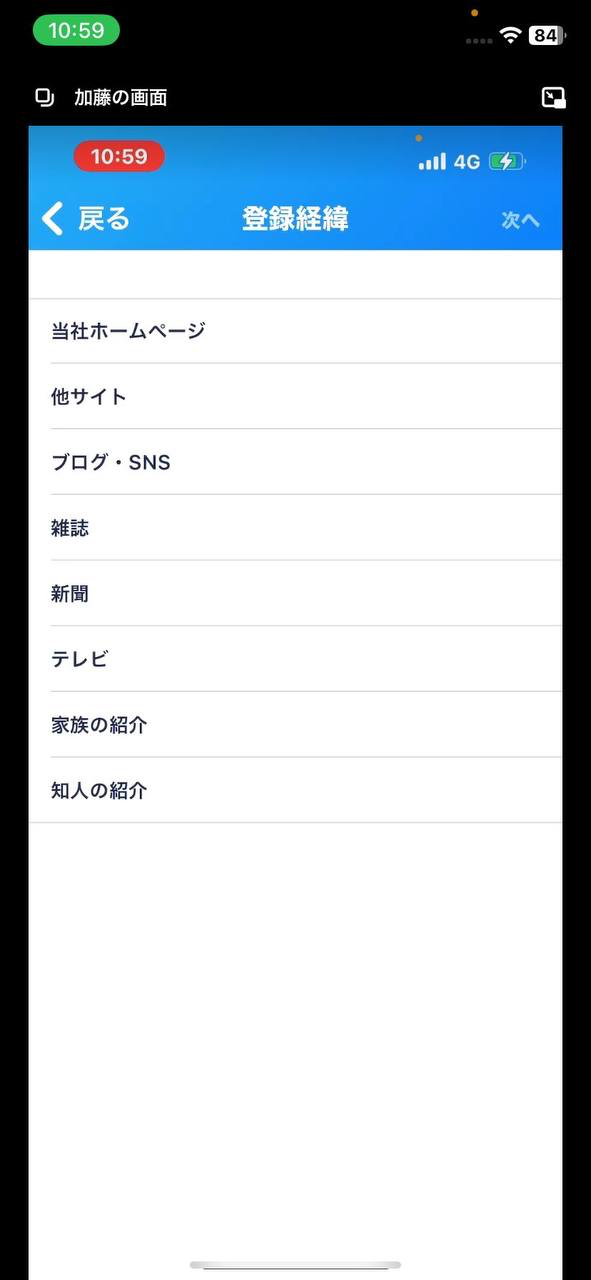 10:59
84
加藤の画面
10:59
4G
戻る
登録経緯
次へ
当社ホームページ
他サイト
ブログ・SNS
雑誌
新聞
テレビ
家族の紹介
知人の紹介